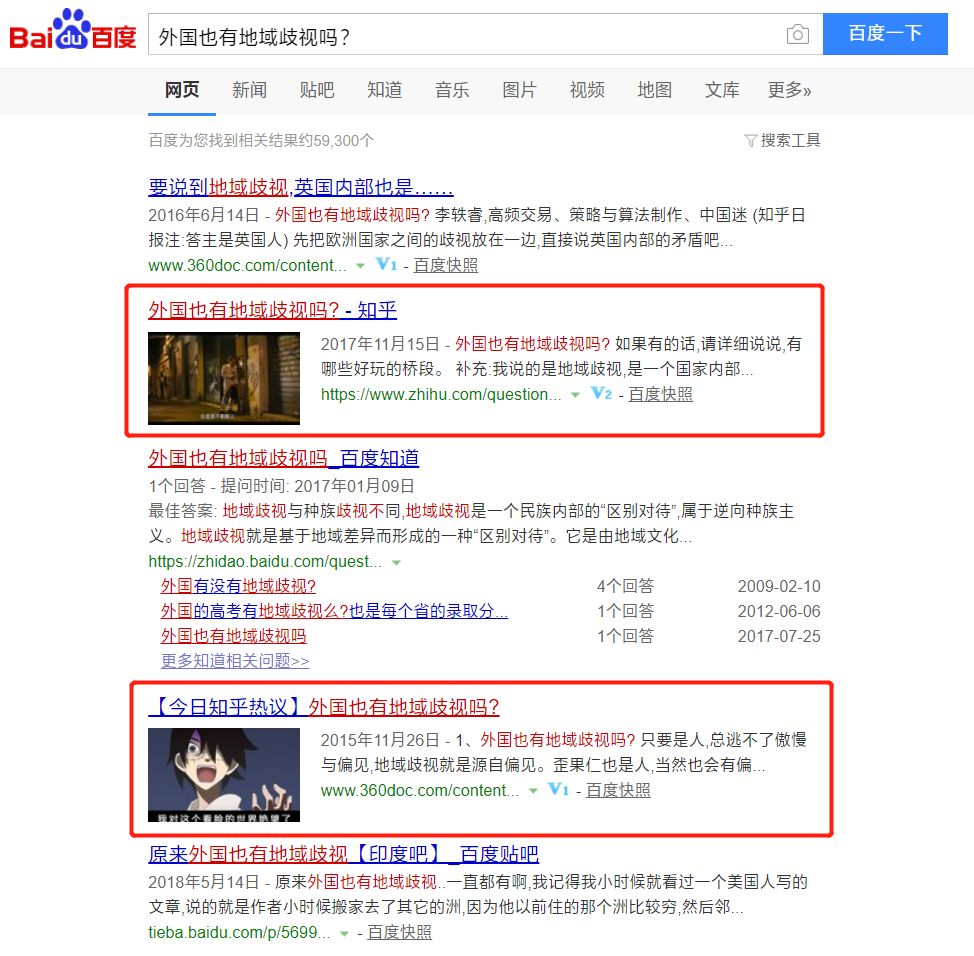 Bai du 百度
外国也有地域歧视吗?
百度一下
网页 新闻 贴吧 知道 音乐 图片 视频 地图 文库 更多»
百度为您找到相关结果约59,300个
搜索工具
要说到地域歧视,英国内部也是……
2016年6月14日 - 外国也有地域歧视吗? 李轶睿,高频交易、策略与算法制作、中国迷 (知乎日
报注:答主是英国人) 先把欧洲国家之间的歧视放在一边,直接说英国内部的矛盾吧...
www.360doc.com/content... V1 - 百度快照
外国也有地域歧视吗? - 知乎
2017年11月15日 - 外国也有地域歧视吗? 如果有的话,请详细说说,有
哪些好玩的桥段。 补充:我说的是地域歧视,是一个国家内部...
https://www.zhihu.com/question... V2 - 百度快照
外国也有地域歧视吗_百度知道
1个回答 - 提问时间: 2017年01月09日
最佳答案: 地域歧视与种族歧视不同,地域歧视是一个民族内部的“区别对待”,属于逆向种族主
义。地域歧视就是基于地域差异而形成的一种“区别对待”。它是由地域文化...
https://zhidao.baidu.com/quest...
外国有没有地域歧视? 4个回答 2009-02-10
外国的高考有地域歧视么?也是每个省的录取分... 1个回答 2012-06-06
外国也有地域歧视吗 1个回答 2017-07-25
更多知道相关问题>>
【今日知乎热议】外国也有地域歧视吗?
2015年11月26日 - 1、外国也有地域歧视吗? 只要是人,总逃不了傲慢
与偏见,地域歧视就是源自偏见。歪果仁也是人,当然也会有偏...
www.360doc.com/content... V1 - 百度快照
我对这个看脸的世界绝望了
原来外国也有地域歧视【印度吧】_百度贴吧
2018年5月14日 - 原来外国也有地域歧视..一直都有啊,我记得我小时候就看过一个美国人写的
文章,说的就是作者小时候搬家去了其它的洲,因为他以前住的那个洲比较穷,然后邻...
tieba.baidu.com/p/5699... - 百度快照